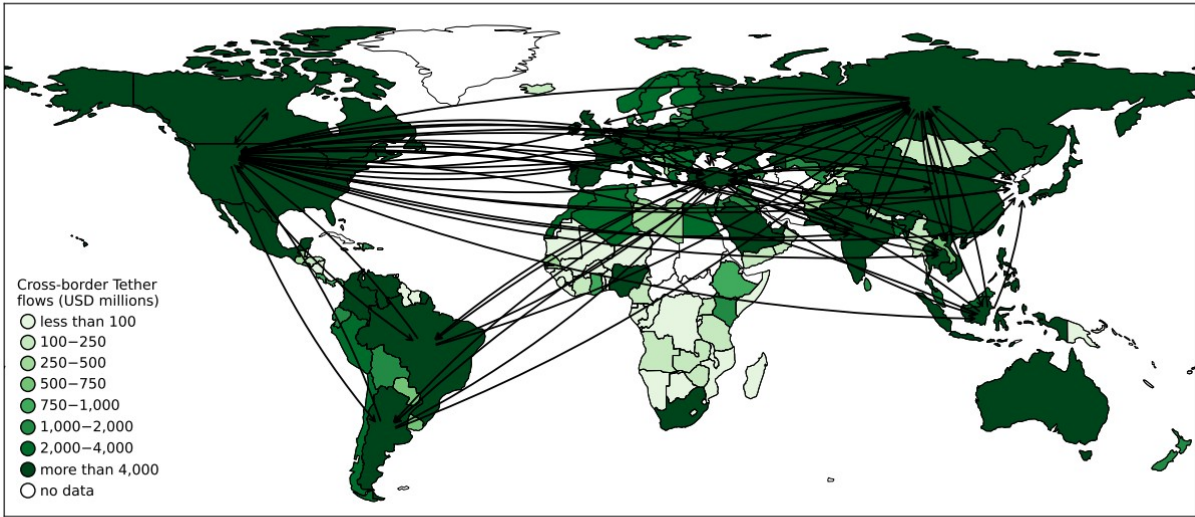 Cross-border Tether
flows (USD millions)
less than 100
100−250
250−500
500−750
750−1,000
1,000−2,000
2,000−4,000
more than 4,000
no data